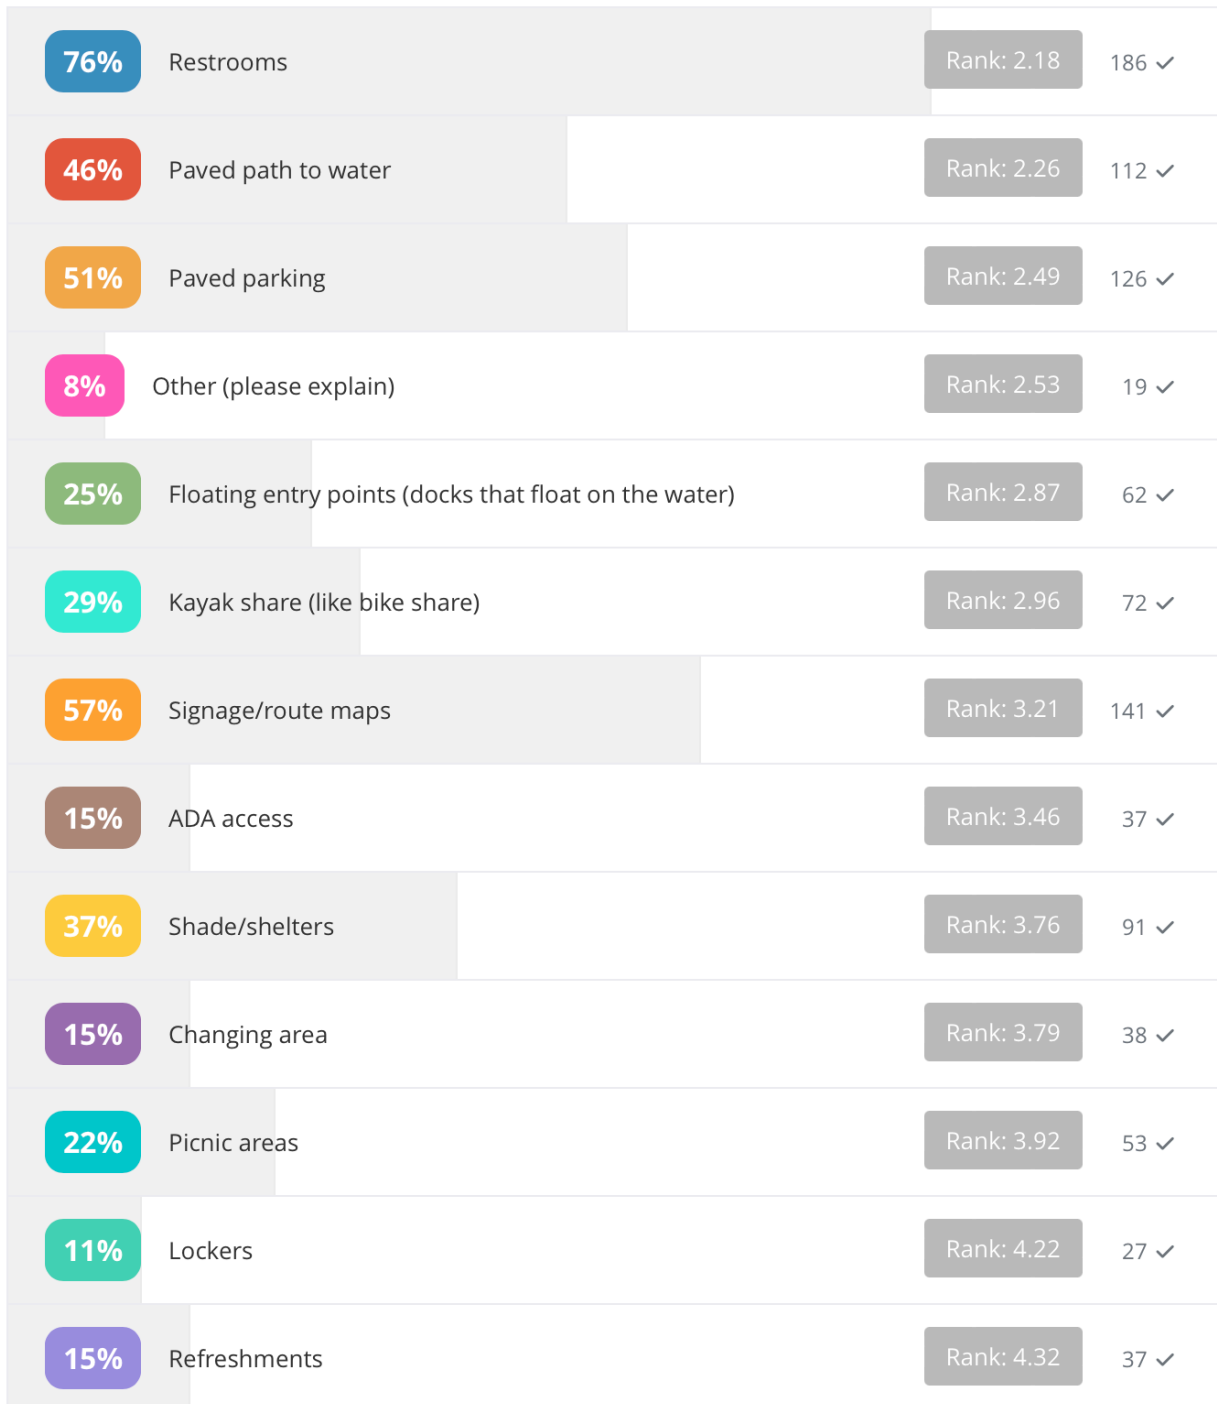 76% Restrooms Rank: 2.18 186 ✓
46% Paved path to water Rank: 2.26 112 ✓
51% Paved parking Rank: 2.49 126 ✓
8% Other (please explain) Rank: 2.53 19 ✓
25% Floating entry points (docks that float on the water) Rank: 2.87 62 ✓
29% Kayak share (like bike share) Rank: 2.96 72 ✓
57% Signage/route maps Rank: 3.21 141 ✓
15% ADA access Rank: 3.46 37 ✓
37% Shade/shelters Rank: 3.76 91 ✓
15% Changing area Rank: 3.79 38 ✓
22% Picnic areas Rank: 3.92 53 ✓
11% Lockers Rank: 4.22 27 ✓
15% Refreshments Rank: 4.32 37 ✓